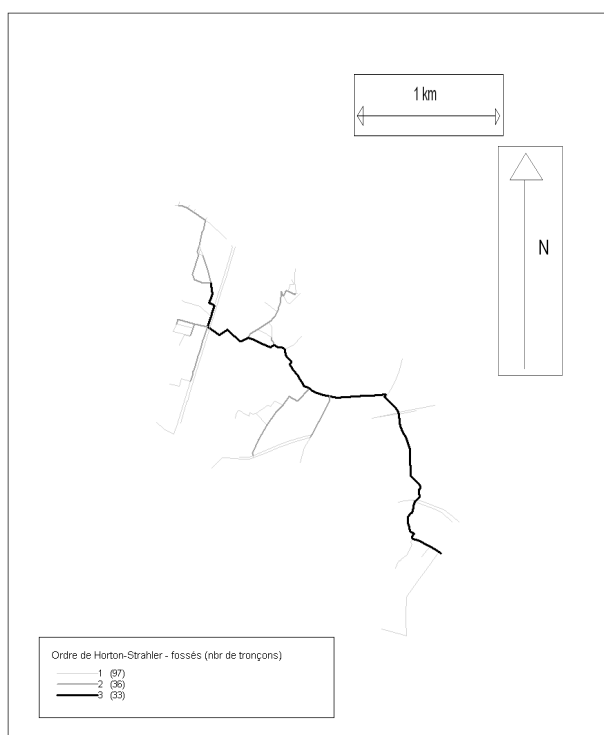 1 km
N
Ordre de Horton-Strahler - fossés (nbr de tronçons)
1 (97)
2 (36)
3 (33)